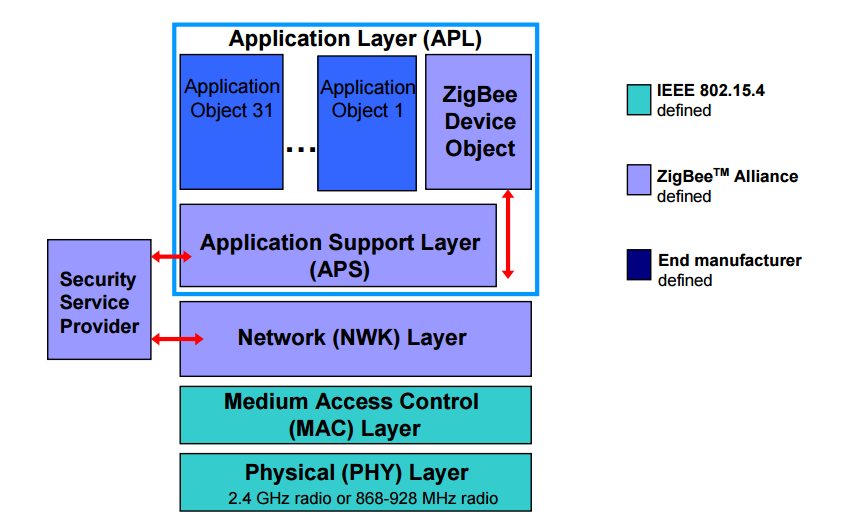 Application Layer (APL)
Application
Object 31
...
Application
Object 1
ZigBee
Device
Object
Application Support Layer
(APS)
Security
Service
Provider
Network (NWK) Layer
Medium Access Control
(MAC) Layer
Physical (PHY) Layer
2.4 GHz radio or 868-928 MHz radio
IEEE 802.15.4
defined
ZigBee™ Alliance
defined
End manufacturer
defined